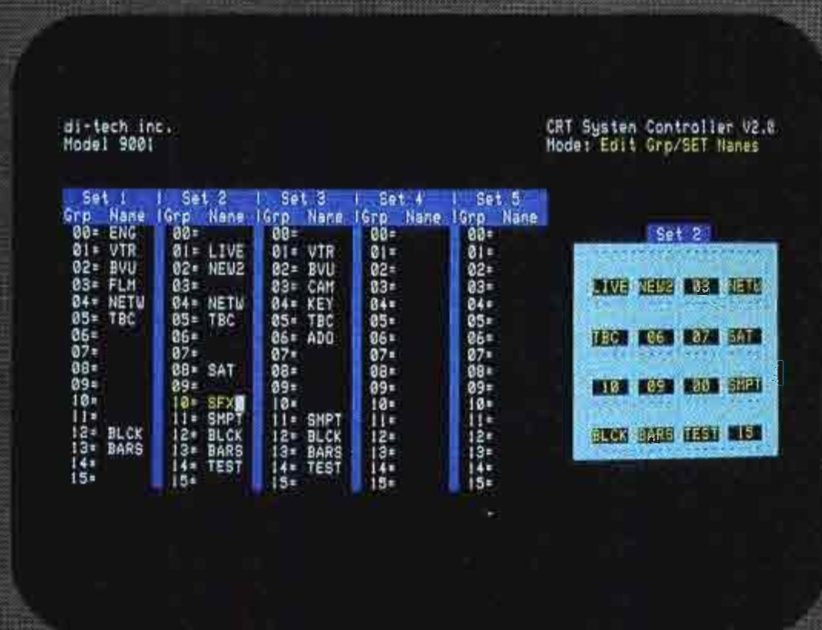 di-tech inc.
Model 9001
CRT System Controller V2.0
Mode: Edit Grp/SET Names
Set 1 | Set 2 | Set 3 | Set 4 | Set 5
Grp Name |Grp Name |Grp Name |Grp Name |Grp Name
00= ENG 00= 00= 00= 00=
01= VTR 01= LIVE 01= VTR 01= 01=
02= BVU 02= NEW2 02= BVU 02= 02=
03= FLM 03= 03= CAM 03= 03=
04= NETW 04= NETW 04= KEY 04= 04=
05= TBC 05= TBC 05= TBC 05= 05=
06= 06= 06= ADO 06= 06=
07= 07= 07= 07= 07=
08= 08= SAT 08= 08= 08=
09= 09= 09= 09= 09=
10= 10= SFX 10= 10= 10=
11= 11= SMPT 11= SMPT 11= 11=
12= BLCK 12= BLCK 12= BLCK 12= 12=
13= BARS 13= BARS 13= BARS 13= 13=
14= 14= TEST 14= TEST 14= 14=
15= 15= 15= 15= 15=
Set 2
LIVE NEW2 03 NETW
TBC 06 07 SAT
10 09 00 SMPT
BLCK BARS TEST 15